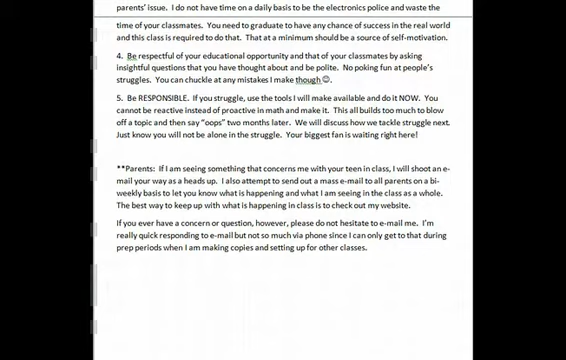 parents' issue.  I do not have time on a daily basis to be the electronics police and waste the
time of your classmates.  You need to graduate to have any chance of success in the real world
and this class is required to do that.  That at a minimum should be a source of self-motivation.
4.  Be respectful of your educational opportunity and that of your classmates by asking
insightful questions that you have thought about and be polite.  No poking fun at people's
struggles.  You can chuckle at any mistakes I make though☺.
5.  Be RESPONSIBLE.  If you struggle, use the tools I will make available and do it NOW.  You
cannot be reactive instead of proactive in math and make it.  This all builds too much to blow
off a topic and then say "oops" two months later.  We will discuss how we tackle struggle next.
Just know you will not be alone in the struggle.  Your biggest fan is waiting right here!
**Parents:  If I am seeing something that concerns me with your teen in class, I will shoot an e-
mail your way as a heads up.  I also attempt to send out a mass e-mail to all parents on a bi-
weekly basis to let you know what is happening and what I am seeing in the class as a whole.
The best way to keep up with what is happening in class is to check out my website.
If you ever have a concern or question, however, please do not hesitate to e-mail me.  I'm
really quick responding to e-mail but not so much via phone since I can only get to that during
prep periods when I am making copies and setting up for other classes.